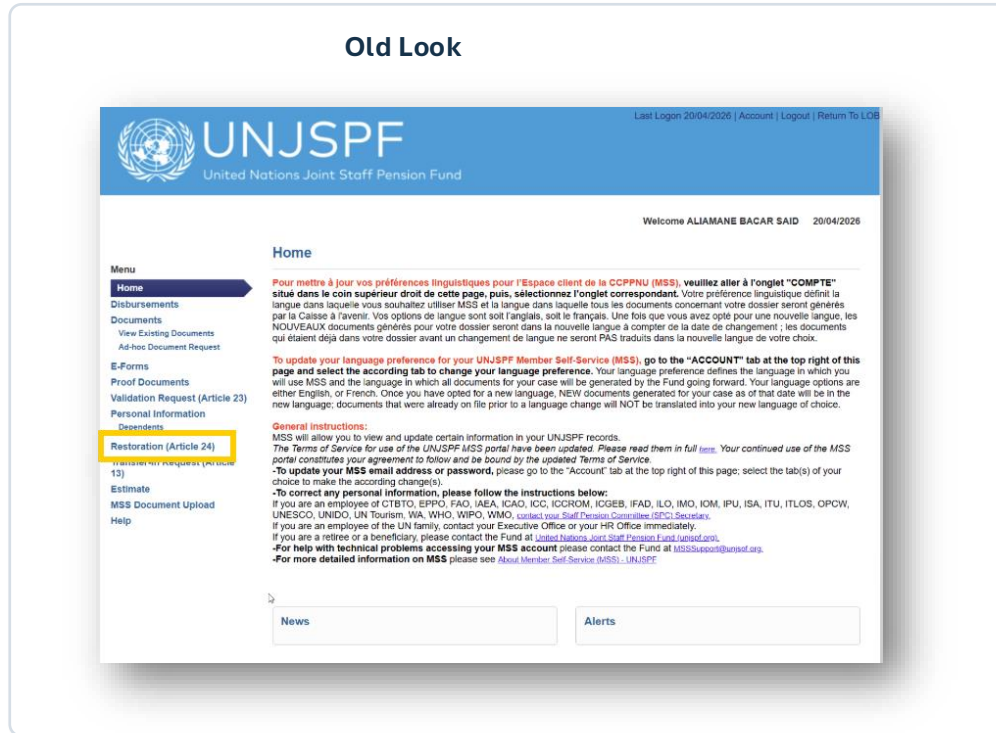 Old Look
Last Logon 20/04/2026 | Account | Logout | Return To LOB
UNJSPF
United Nations Joint Staff Pension Fund
Welcome ALIAMANE BACAR SAID 20/04/2026
Home
Menu
Home
Disbursements
Documents
View Existing Documents
Ad-hoc Document Request
E-Forms
Proof Documents
Validation Request (Article 23)
Personal Information
Dependents
Restoration (Article 24)
Transfer-in Request (Article
13)
Estimate
MSS Document Upload
Help
Pour mettre à jour vos préférences linguistiques pour l'Espace client de la CCPPNU (MSS), veuillez aller à l'onglet "COMPTE"
situé dans le coin supérieur droit de cette page, puis, sélectionnez l'onglet correspondant. Votre préférence linguistique définit la
langue dans laquelle vous souhaitez utiliser MSS et la langue dans laquelle tous les documents concernant votre dossier seront générés
par la Caisse à l'avenir. Vos options de langue sont soit l'anglais, soit le français. Une fois que vous avez opté pour une nouvelle langue, les
NOUVEAUX documents générés pour votre dossier seront dans la nouvelle langue à compter de la date de changement ; les documents
qui étaient déjà dans votre dossier avant un changement de langue ne seront PAS traduits dans la nouvelle langue de votre choix.
To update your language preference for your UNJSPF Member Self-Service (MSS), go to the "ACCOUNT" tab at the top right of this
page and select the according tab to change your language preference. Your language preference defines the language in which you
will use MSS and the language in which all documents for your case will be generated by the Fund going forward. Your language options are
either English, or French. Once you have opted for a new language, NEW documents generated for your case as of that date will be in the
new language; documents that were already on file prior to a language change will NOT be translated into your new language of choice.
General instructions:
MSS will allow you to view and update certain information in your UNJSPF records.
The Terms of Service for use of the UNJSPF MSS portal have been updated. Please read them in full here. Your continued use of the MSS
portal constitutes your agreement to follow and be bound by the updated Terms of Service.
-To update your MSS email address or password, please go to the "Account" tab at the top right of this page; select the tab(s) of your
choice to make the according change(s).
-To correct any personal information, please follow the instructions below:
If you are an employee of CTBTO, EPPO, FAO, IAEA, ICAO, ICC, ICCROM, ICGEB, IFAD, ILO, IMO, IOM, IPU, ISA, ITU, ITLOS, OPCW,
UNESCO, UNIDO, UN Tourism, WA, WHO, WIPO, WMO, contact your Staff Pension Committee (SPC) Secretary.
If you are an employee of the UN family, contact your Executive Office or your HR Office immediately.
If you are a retiree or a beneficiary, please contact the Fund at United Nations Joint Staff Pension Fund (unjspf.org).
-For help with technical problems accessing your MSS account please contact the Fund at MSSSupport@unjspf.org.
-For more detailed information on MSS please see About Member Self-Service (MSS) - UNJSPF
News
Alerts